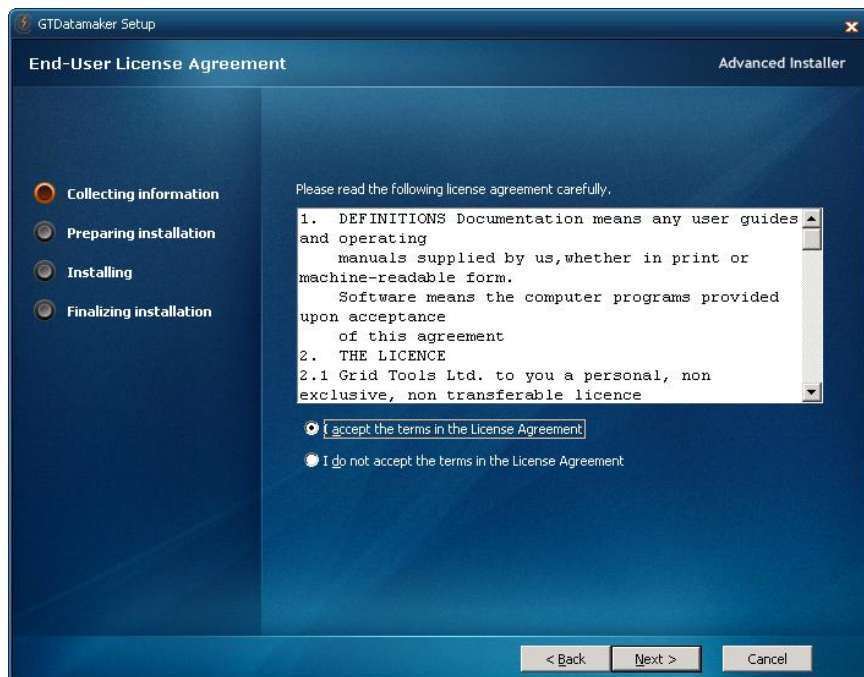 GTDatamaker Setup
End-User License Agreement
Advanced Installer
Collecting information
Preparing installation
Installing
Finalizing installation
Please read the following license agreement carefully.
1.  DEFINITIONS Documentation means any user guides
and operating
    manuals supplied by us,whether in print or
machine-readable form.
    Software means the computer programs provided
upon acceptance
    of this agreement
2.  THE LICENCE
2.1 Grid Tools Ltd. to you a personal, non
exclusive, non transferable licence
I accept the terms in the License Agreement
I do not accept the terms in the License Agreement
< Back
Next >
Cancel